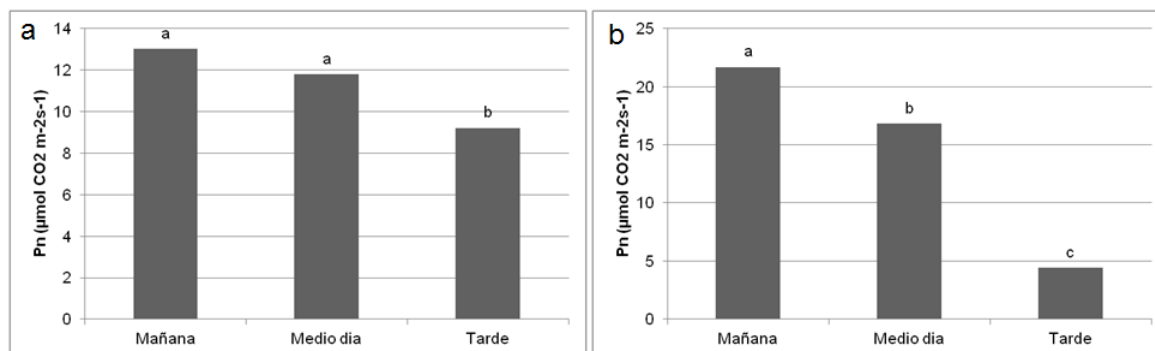 a
Pn (µmol CO2 m-2s-1)
14
12
10
8
6
4
2
0
a
a
b
Mañana Medio dia Tarde
b
Pn (µmol CO2 m-2s-1)
25
20
15
10
5
0
a
b
c
Mañana Medio dia Tarde